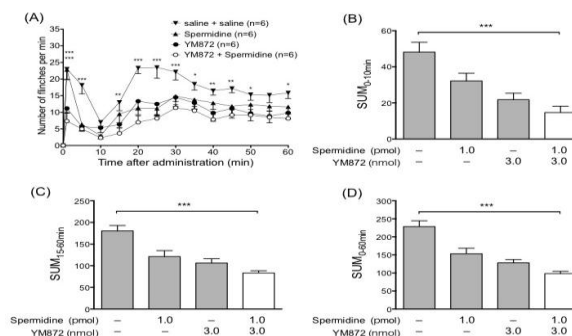 (A)
saline + saline (n=6)
Spermidine (n=6)
YM872 (n=6)
YM872 + Spermidine (n=6)
Number of flinches per min
30
25
20
15
10
5
0
*** *** *** ** *** *** *** * ** ** * *
0 5 10 15 20 25 30 35 40 45 50 55 60
Time after administration (min)
(B)
***
SUM0-10min
60
40
20
0
Spermidine (pmol) – 1.0 – 1.0
YM872 (nmol) – – 3.0 3.0
(C)
***
SUM15-60min
250
200
150
100
50
0
Spermidine (pmol) – 1.0 – 1.0
YM872 (nmol) – – 3.0 3.0
(D)
***
SUM0-60min
250
200
150
100
50
0
Spermidine (pmol) – 1.0 – 1.0
YM872 (nmol) – – 3.0 3.0